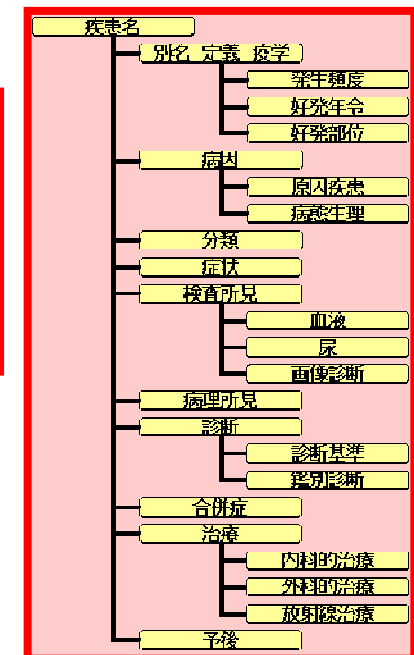 疾患名
別名 定義 疫学
発生頻度
好発年令
好発部位
病因
原因疾患
病態生理
分類
症状
検査所見
血液
尿
画像診断
病理所見
診断
診断基準
鑑別診断
合併症
治療
内科的治療
外科的治療
放射線治療
予後